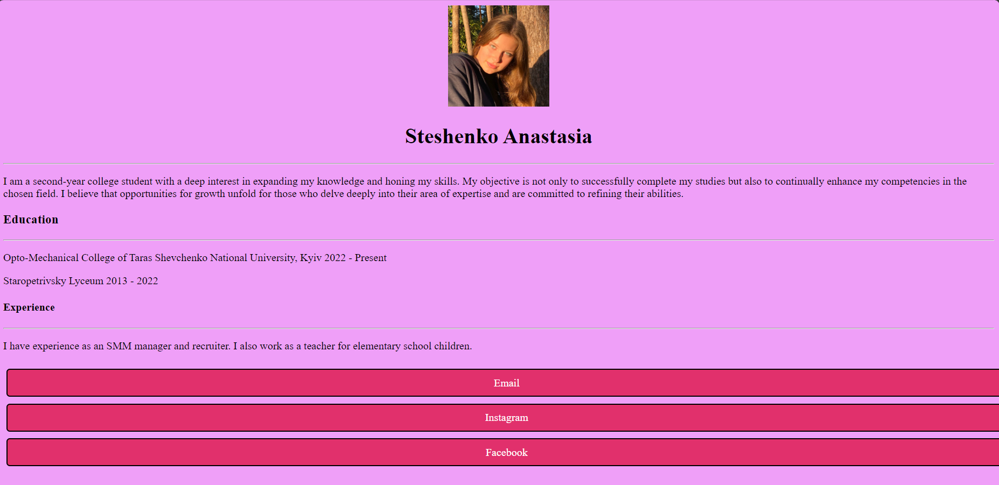 Steshenko Anastasia
I am a second-year college student with a deep interest in expanding my knowledge and honing my skills. My objective is not only to successfully complete my studies but also to continually enhance my competencies in the
chosen field. I believe that opportunities for growth unfold for those who delve deeply into their area of expertise and are committed to refining their abilities.
Education
Opto-Mechanical College of Taras Shevchenko National University, Kyiv 2022 - Present
Staropetrivsky Lyceum 2013 - 2022
Experience
I have experience as an SMM manager and recruiter. I also work as a teacher for elementary school children.
Email
Instagram
Facebook